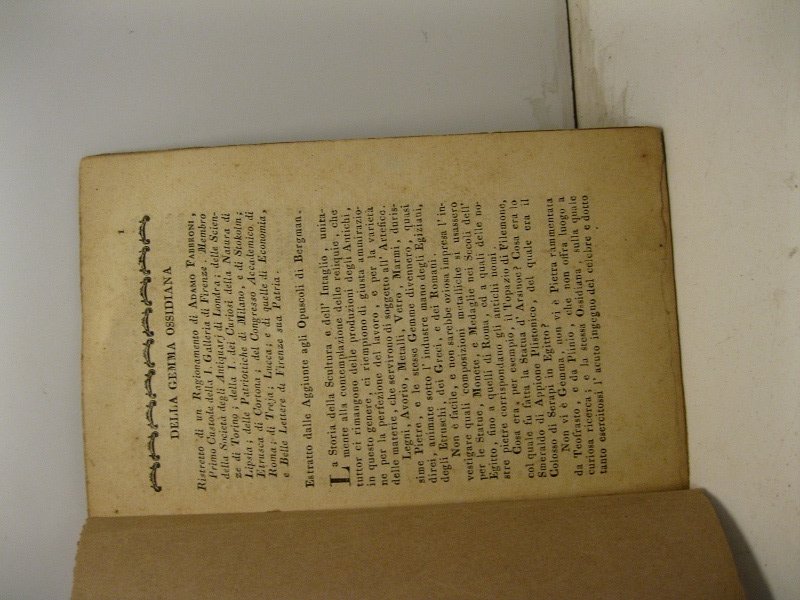 1
DELLA GEMMA OSSIDIANA
Ristretto di un Ragionamento di ADAMO FABBRONI,
Primo Custode della I. Galleria di Firenze. Membro
della Società degli Antiquarj di Londra; delle Scien-
ze di Torino; della I. dei Curiosi della Natura di
Lipsia; delle Patriottiche di Milano, e di Stokolm;
Etrusca di Cortona; del Congresso Accademico di
Roma; di Treja; Lucca; e di quelle di Economia,
e Belle Lettere di Firenze sua Patria.
Estratto dalle Aggiunte agli Opuscoli di Bergman.
La Storia della Scultura e dell' Intaglio, unita-
mente alla contemplazione delle reliquie, che
tuttor ci rimangono delle produzioni degli Antichi,
in questo genere, ci riempono di giusta ammirazio-
ne per la perfezione del lavoro, e per la varietà
delle materie, che servirono di soggetto all' Artefice.
Legni, Avorio, Metalli, Vetro, Marmi, duris-
sime Pietre, e le stesse Gemme divennero, quasi
direi, animate sotto l' industre mano degli Egiziani,
degli Etruschi, dei Greci, e dei Romani.
Non è facile, e non sarebbe oziosa impresa l' in-
vestigare quali composizioni metalliche si usassero
per le Statue, Monete, e Medaglie nei Secoli dell'
Egitto, fino a quelli di Roma, ed a quali delle no-
stre pietre corrispondano gli antichi nomi.
Cosa era, per esempio, il Topazio di Filemone,
col quale fu fatta la Statua d' Arsinoe? Cosa era lo
Smeraldo di Appione Plistonico, del quale era il
Colosso di Serapi in Egitto?
Non vi è Gemma, non vi è Pietra rammentata
da Teofrasto, e da Plinio, che non offra luogo a
curiosa ricerca; e la stessa Ossidiana, sulla quale
tanto esercitossi l' acuto ingegno del celebre e dotto